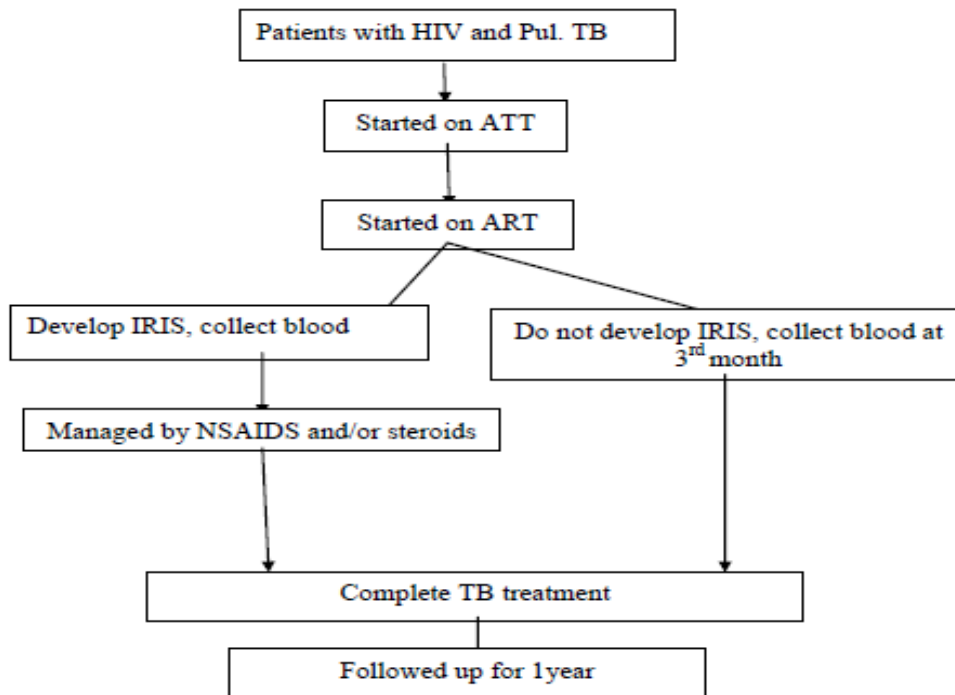 Patients with HIV and Pul. TB
Started on ATT
Started on ART
Develop IRIS, collect blood
Do not develop IRIS, collect blood at
3rd month
Managed by NSAIDS and/or steroids
Complete TB treatment
Followed up for 1year